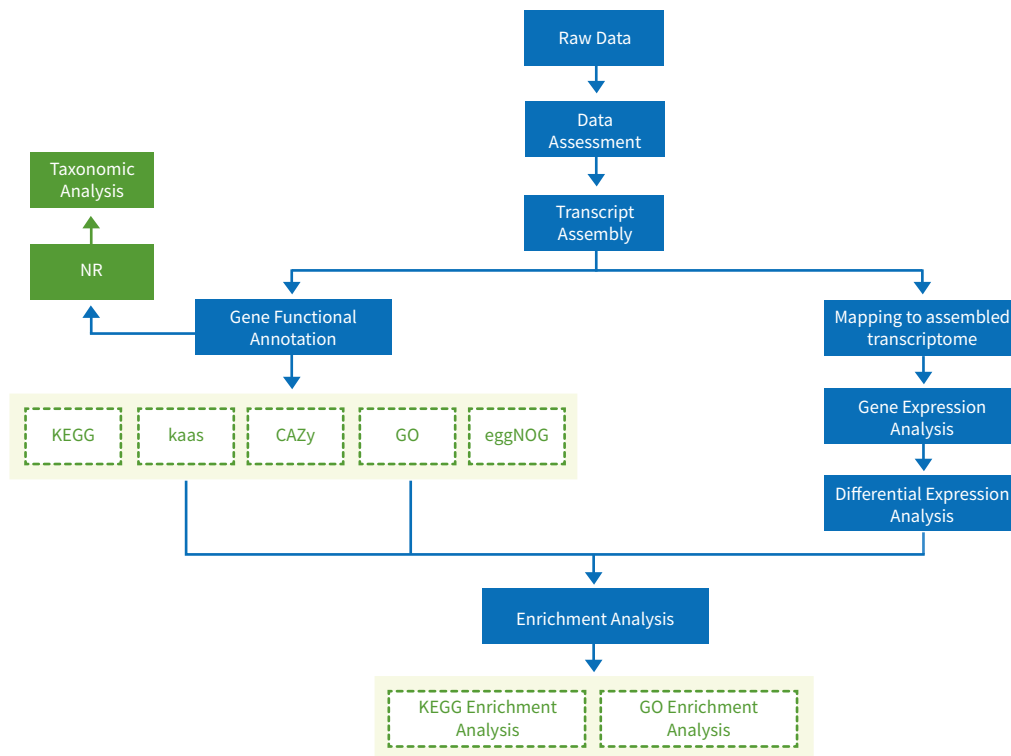 Raw Data
Data
Assessment
Transcript
Assembly
Taxonomic
Analysis
NR
Gene Functional
Annotation
Mapping to assembled
transcriptome
Gene Expression
Analysis
Differential Expression
Analysis
KEGG
kaas
CAZy
GO
eggNOG
Enrichment Analysis
KEGG Enrichment
Analysis
GO Enrichment
Analysis